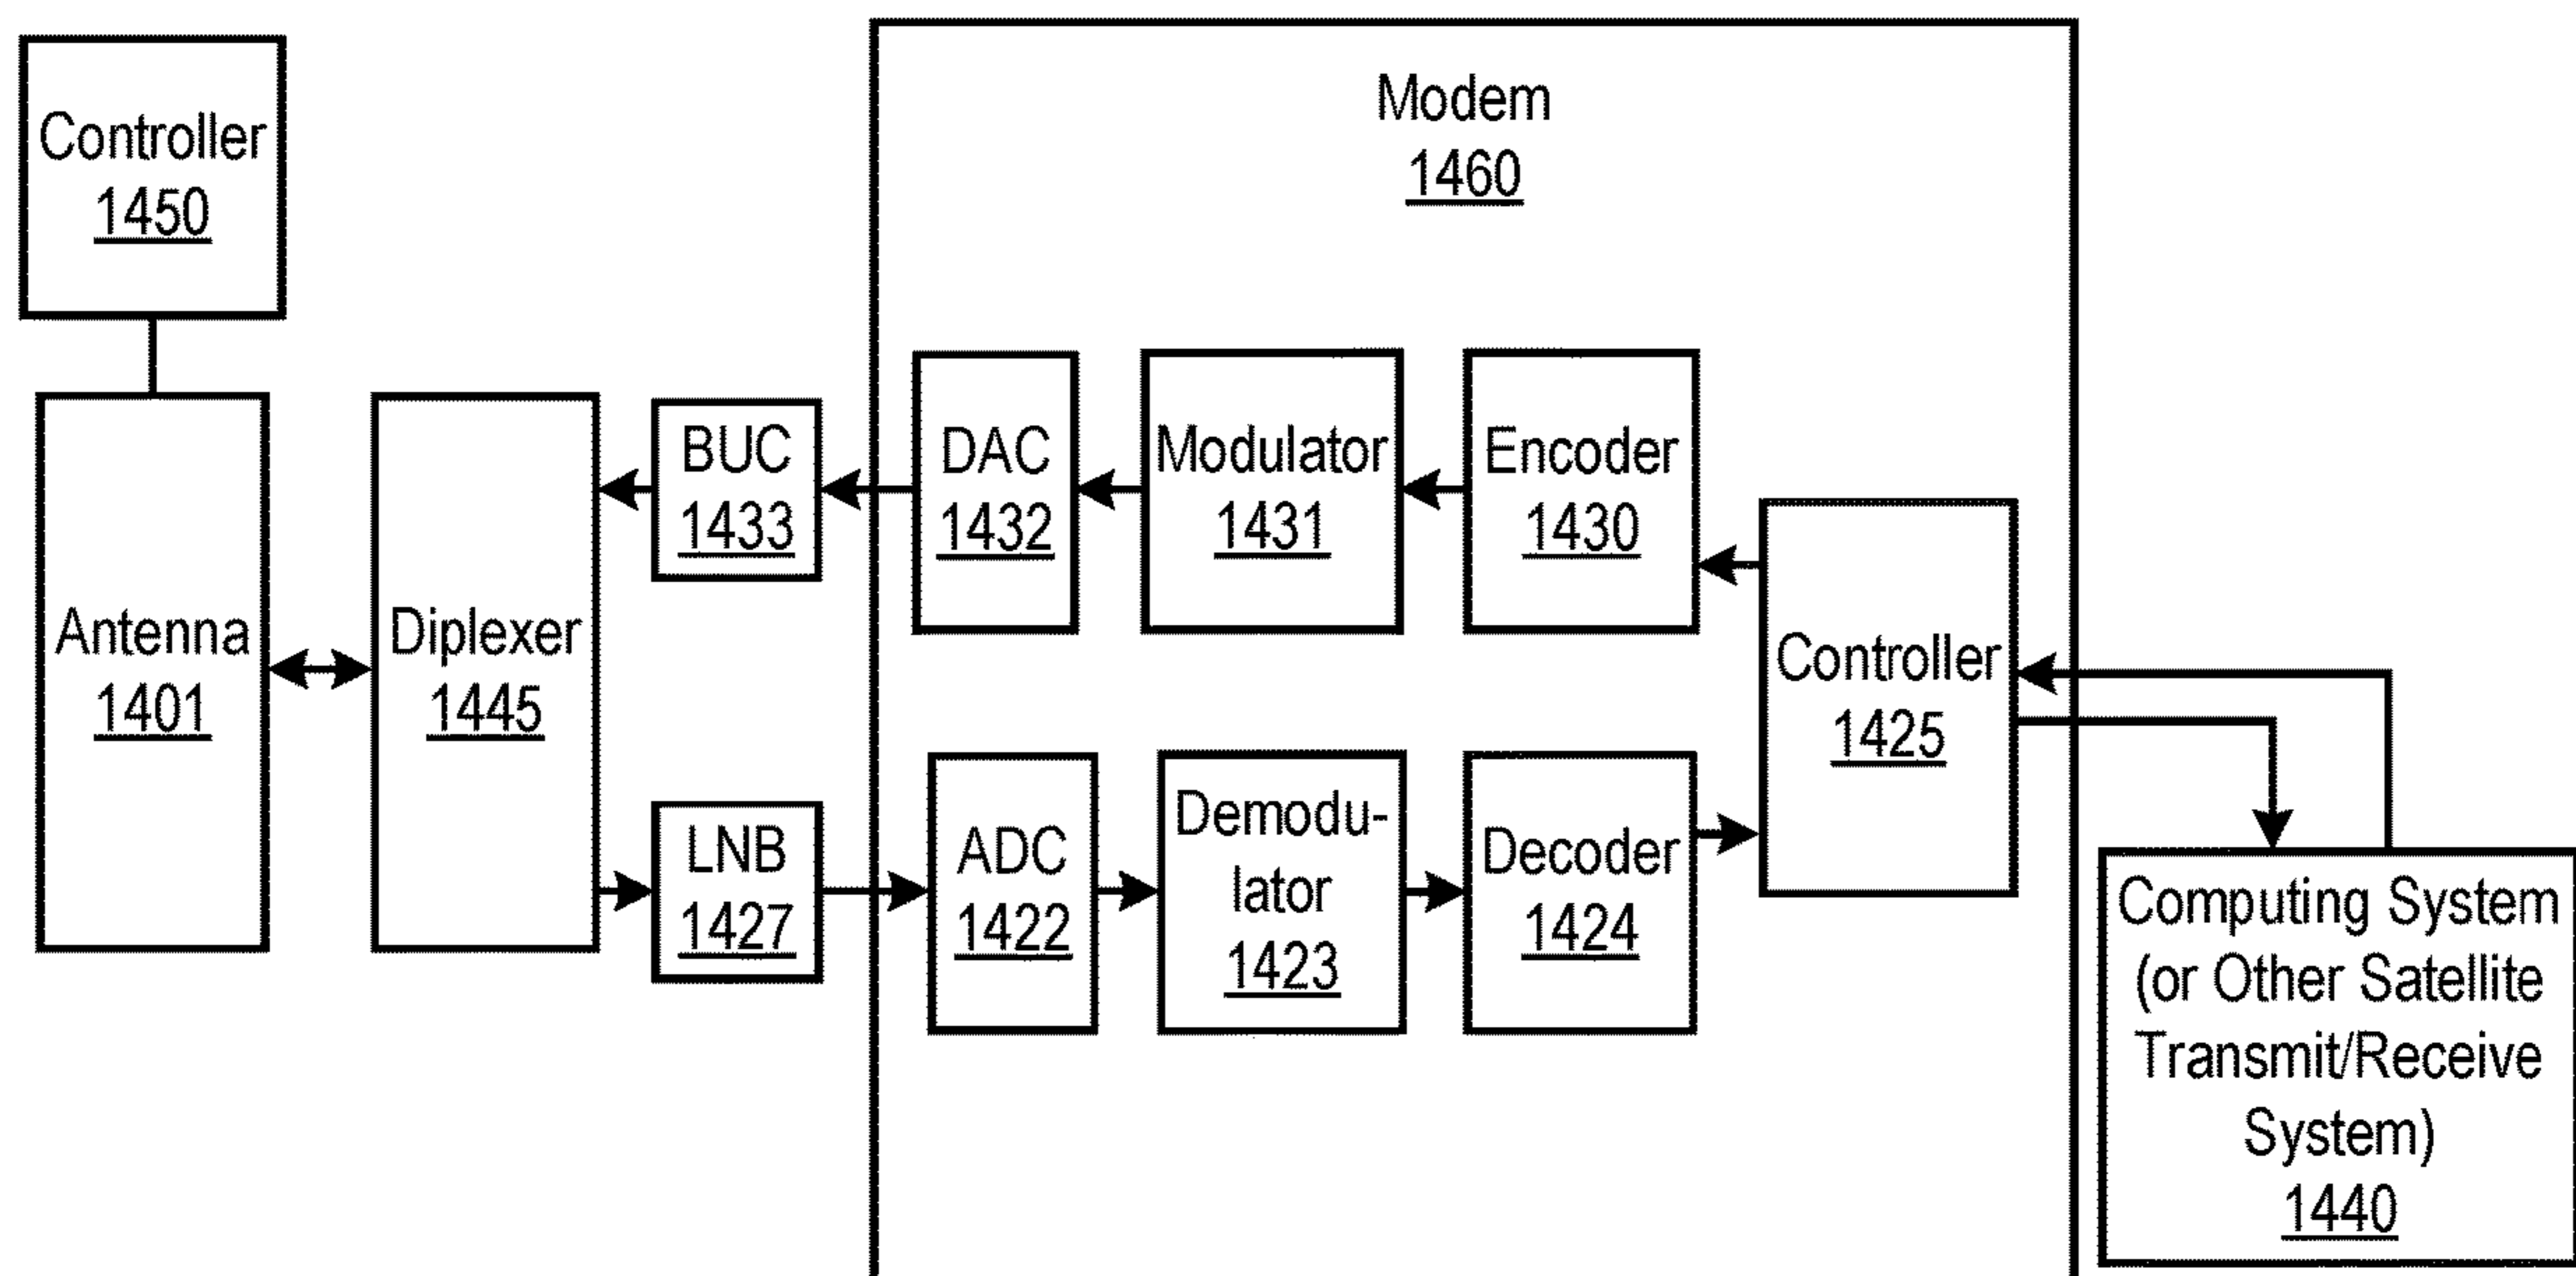 Controller
1450
Modem
1460
Antenna
1401
Diplexer
1445
BUC
1433
DAC
1432
Modulator
1431
Encoder
1430
Controller
1425
LNB
1427
ADC
1422
Demodu-
lator
1423
Decoder
1424
Computing System
(or Other Satellite
Transmit/Receive
System)
1440